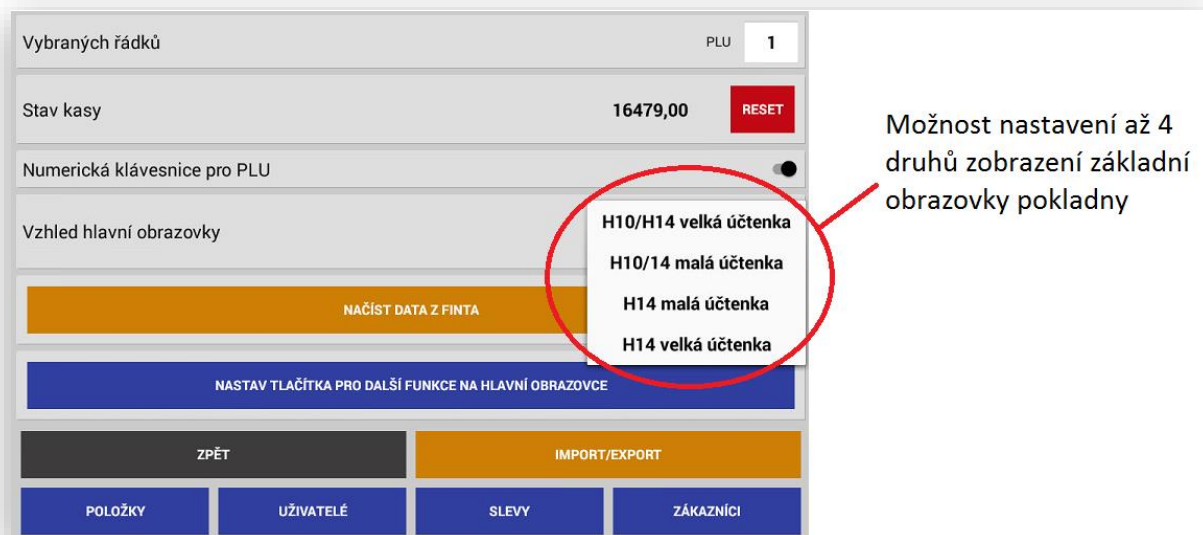 Vybraných řádků PLU 1
Stav kasy 16479,00 RESET
Numerická klávesnice pro PLU
Vzhled hlavní obrazovky
H10/H14 velká účtenka
H10/14 malá účtenka
H14 malá účtenka
H14 velká účtenka
NAČÍST DATA Z FINTA
NASTAV TLAČÍTKA PRO DALŠÍ FUNKCE NA HLAVNÍ OBRAZOVCE
ZPĚT IMPORT/EXPORT
POLOŽKY UŽIVATELÉ SLEVY ZÁKAZNÍCI
Možnost nastavení až 4
druhů zobrazení základní
obrazovky pokladny